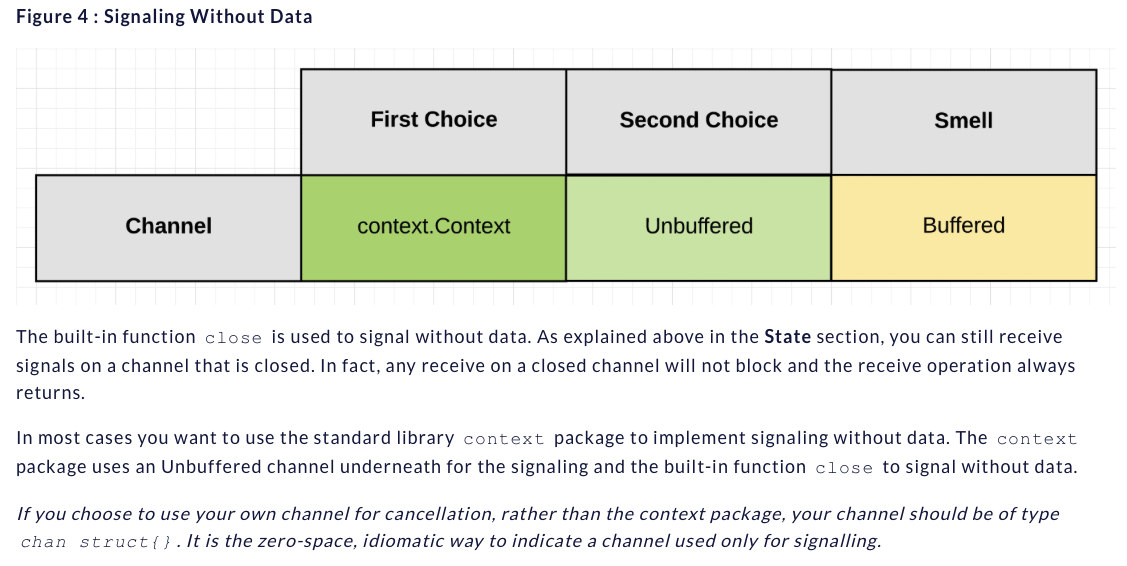 Figure 4 : Signaling Without Data
First Choice
Second Choice
Smell
Channel
context.Context
Unbuffered
Buffered
The built-in function close is used to signal without data. As explained above in the State section, you can still receive
signals on a channel that is closed. In fact, any receive on a closed channel will not block and the receive operation always
returns.
In most cases you want to use the standard library context package to implement signaling without data. The context
package uses an Unbuffered channel underneath for the signaling and the built-in function close to signal without data.
If you choose to use your own channel for cancellation, rather than the context package, your channel should be of type
chan struct{}. It is the zero-space, idiomatic way to indicate a channel used only for signalling.